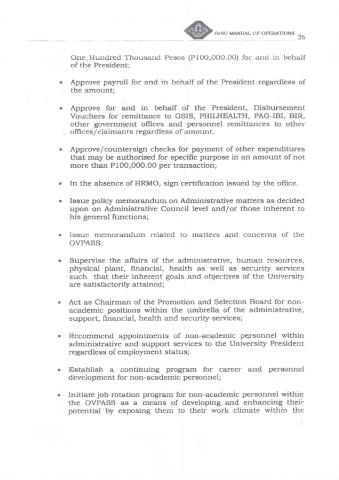 OnSU MANUAL OF OPERATIONS 26
One Hundred Thousand Pesos (P100,000.00) for and in behalf
of the President;
• Approve payroll for and in behalf of the President regardless of
the amount;
• Approve for and in behalf of the President, Disbursement
Vouchers for remittance to GSIS, PHILHEALTH, PAG-IBI, BIR,
other government offices and personnel remittances to other
offices/claimants regardless of amount.
• Approve/countersign checks for payment of other expenditures
that may be authorized for specific purpose in an amount of not
more than P100,000.00 per transaction;
• In the absence of HRMO, sign certification issued by the office.
• Issue policy memorandum on Administrative matters as decided
upon on Administrative Council level and/or those inherent to
his general functions;
• Issue memorandum related to matters and concerns of the
OVPASS.
• Supervise the affairs of the administrative, human resources,
physical plant, financial, health as well as security services
such that their inherent goals and objectives of the University
are satisfactorily attained;
• Act as Chairman of the Promotion and Selection Board for non-
academic positions within the umbrella of the administrative,
support, financial, health and security services;
• Recommend appointments of non-academic personnel within
administrative and support services to the University President
regardless of employment status;
• Establish a continuing program for career and personnel
development for non-academic personnel;
• Initiate job rotation program for non-academic personnel within
the OVPASS as a means of developing and enhancing their
potential by exposing them to their work climate within the